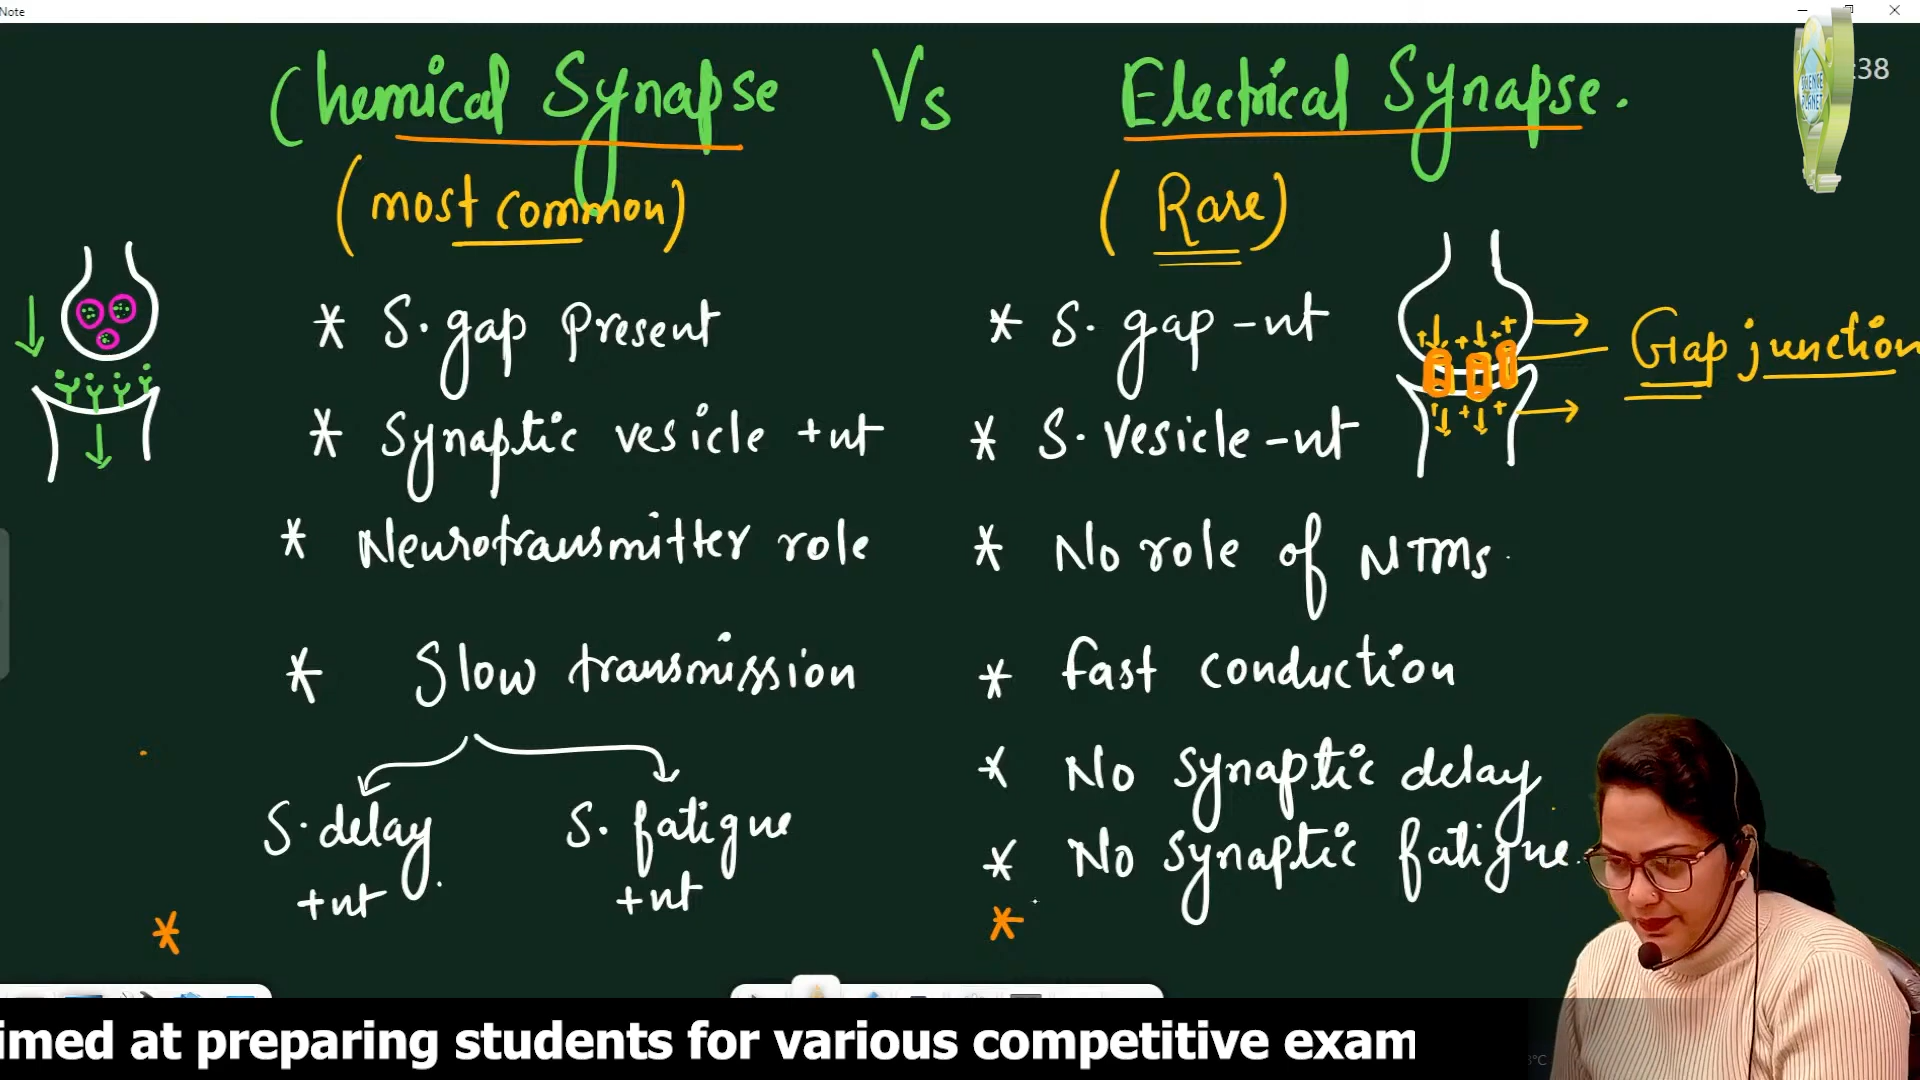 Note
Chemical Synapse Vs Electrical Synapse.
:38
SCIENCE
PLANET
(most common)
(Rare)
* S. gap present
* S. gap -nt
Gap junction
* Synaptic vesicle +nt
* S. vesicle -nt
* Neurotransmitter role
* No role of NTMs.
* Slow transmission
* fast conduction
S. delay
+nt
S. fatigue
+nt
* No synaptic delay
* No synaptic fatigue.
*
*
imed at preparing students for various competitive exam